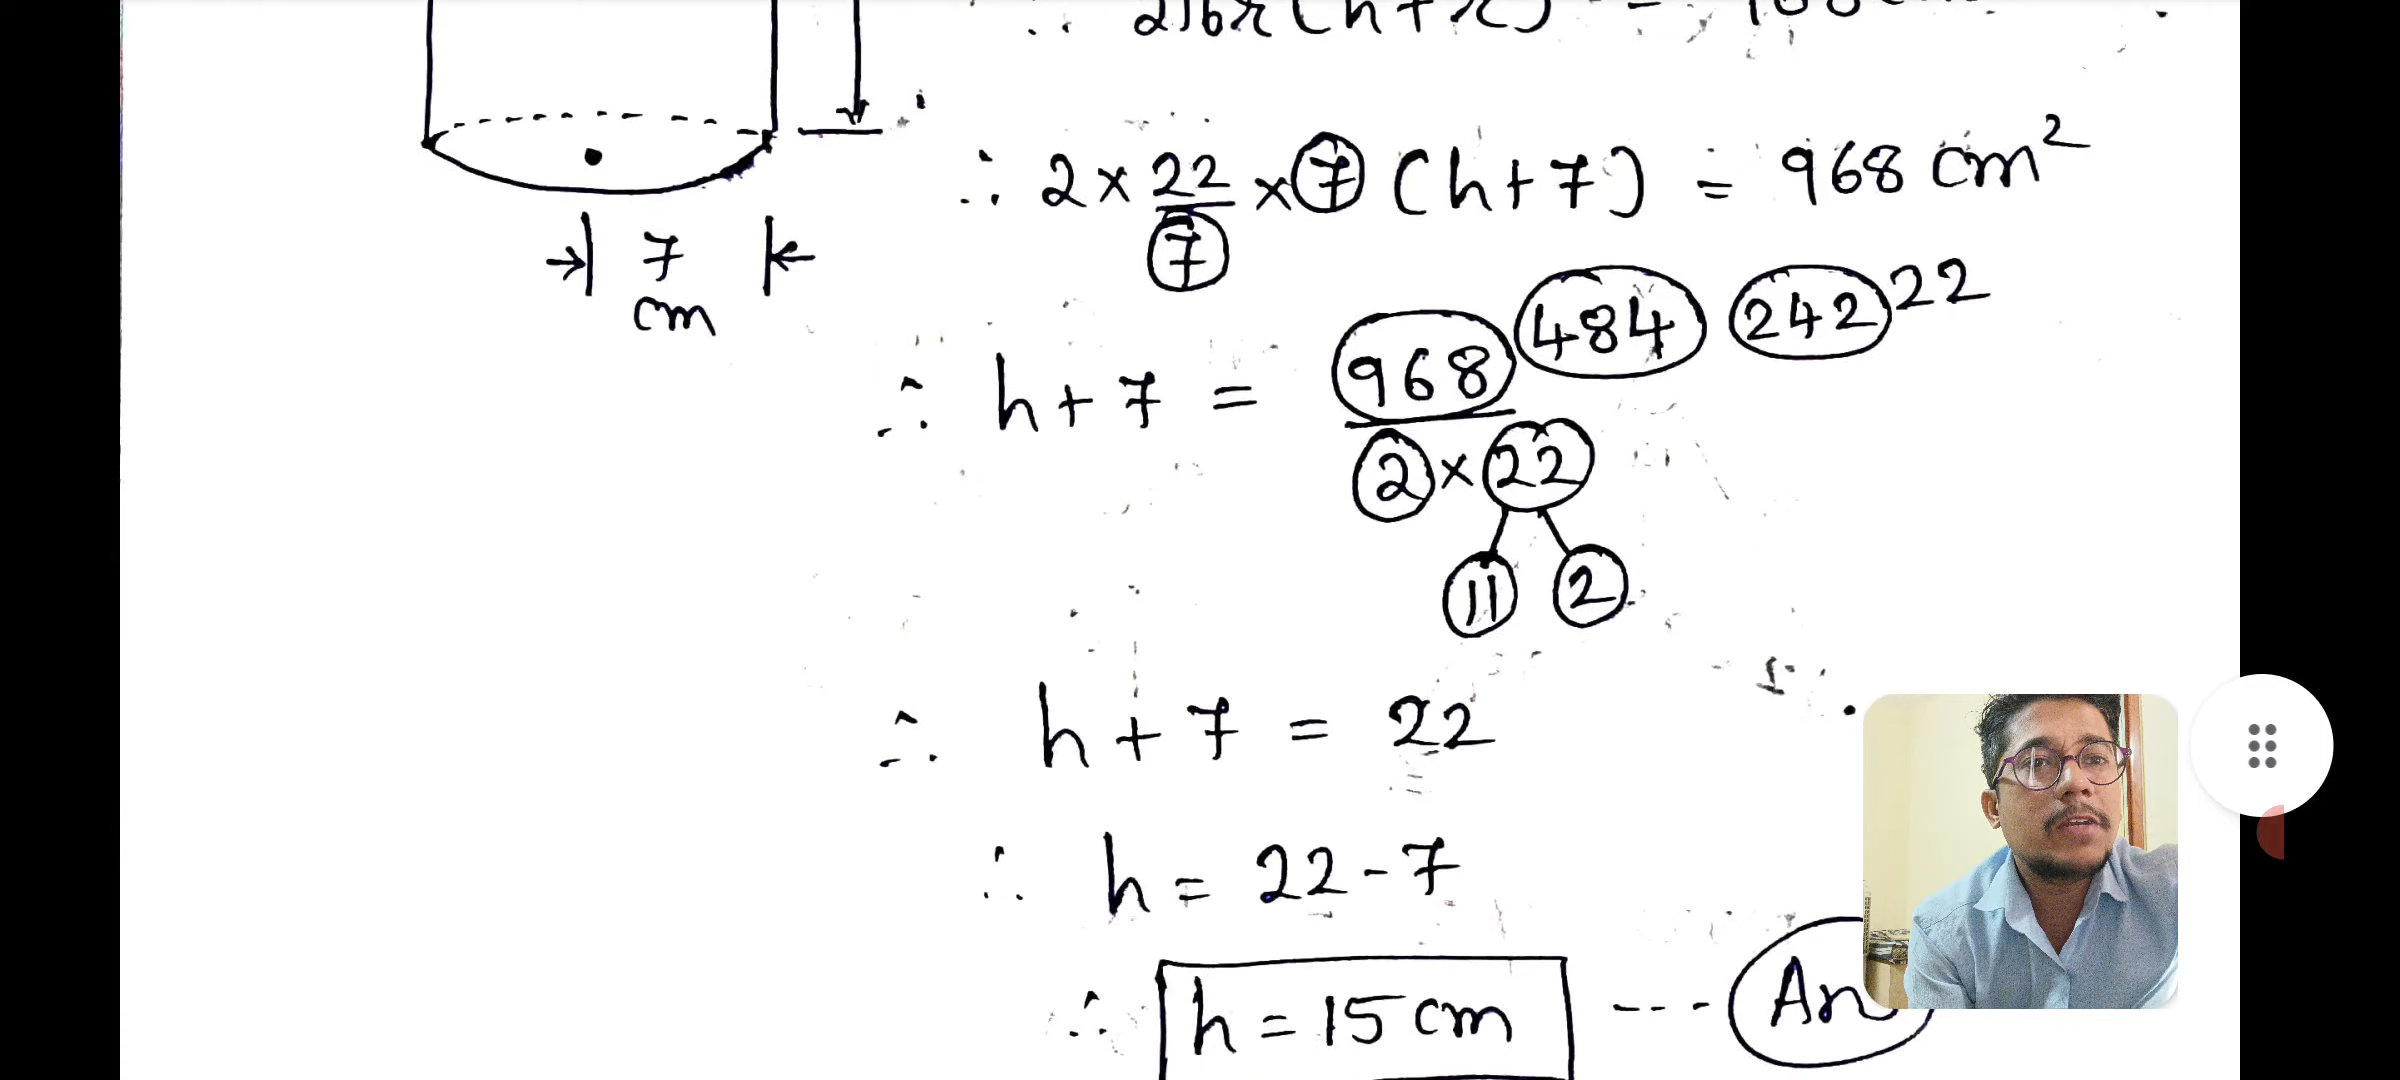 ∴ 2πr(h+r) =
∴ 2 × 22/7 × 7 (h+7) = 968 cm²
7
cm
∴ h+7 = 968 484 242 22
2 × 22
11 2
∴ h + 7 = 22
∴ h = 22 - 7
∴ h = 15 cm --- An